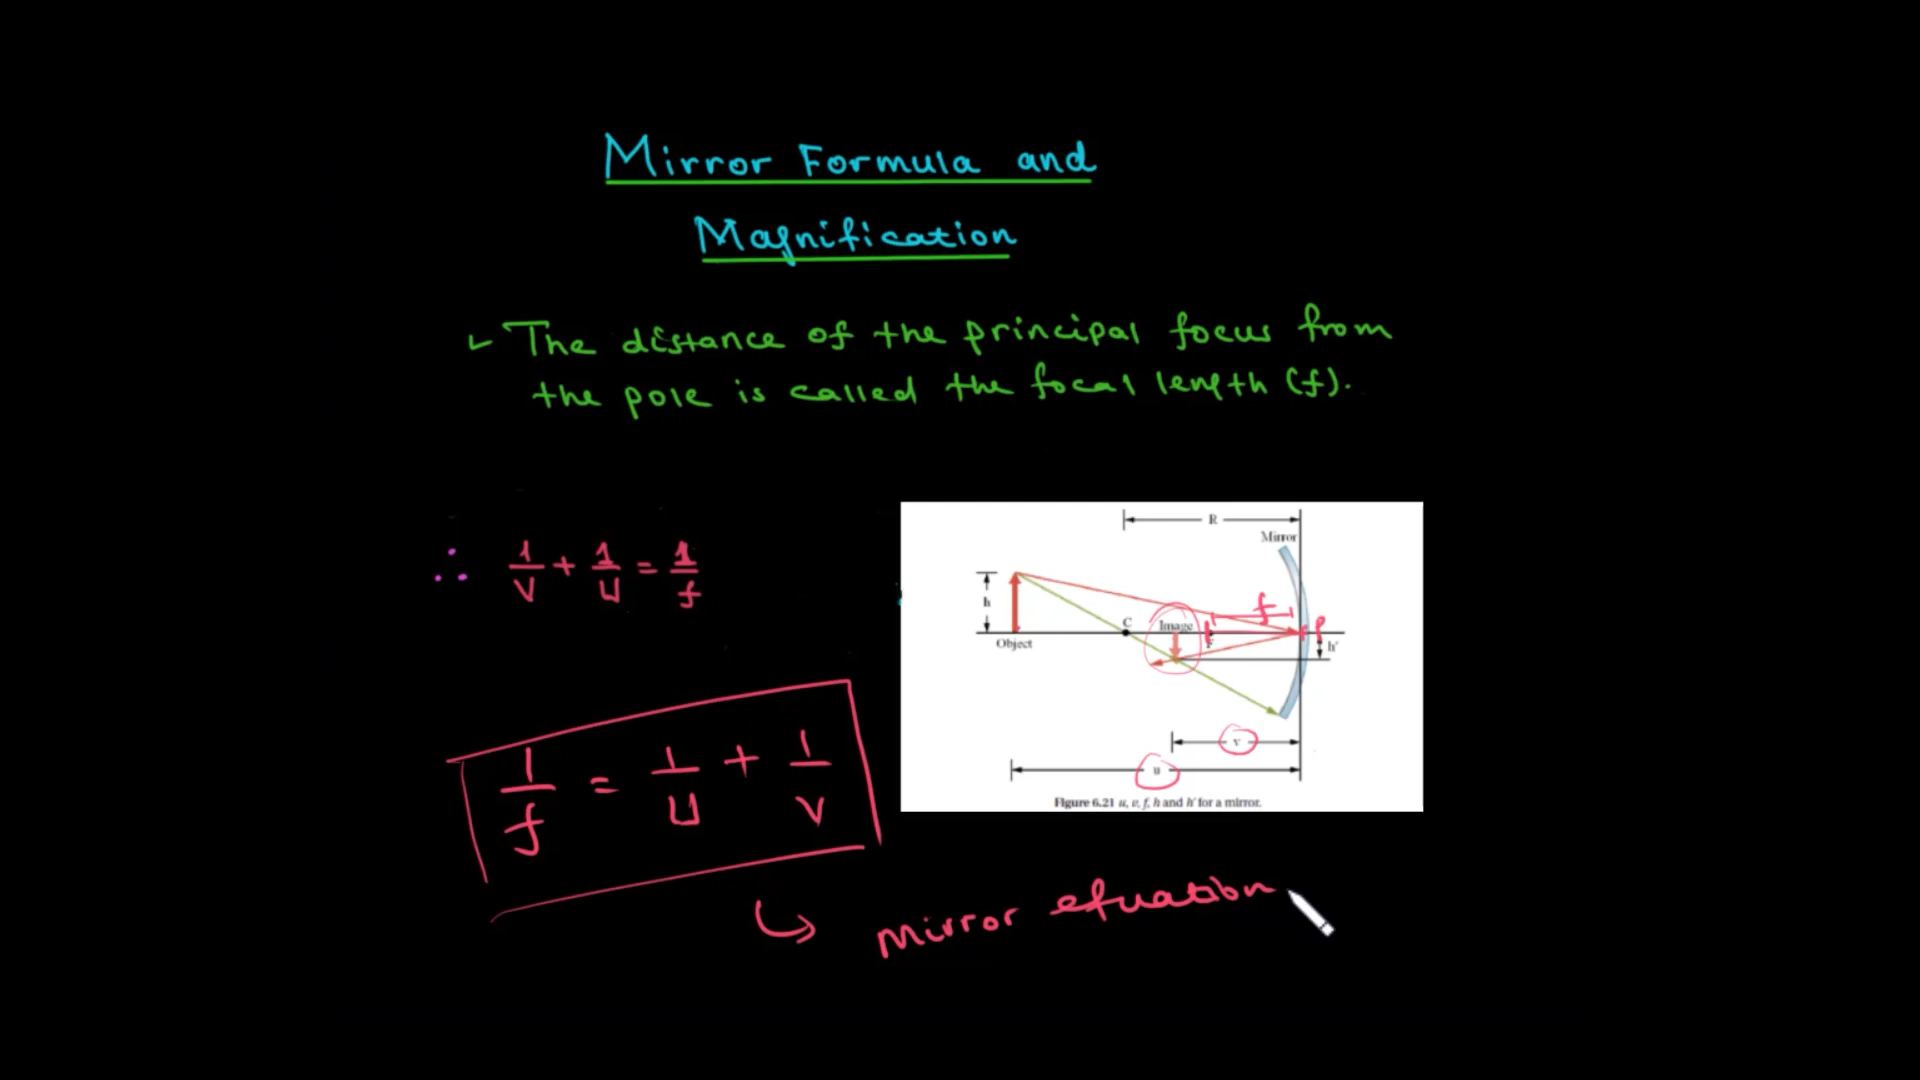 Mirror Formula and
Magnification
The distance of the principal focus from
the pole is called the focal length (f).
∴ 1/v + 1/u = 1/f
R
Mirror
h
C
Image
f
F
P
h'
Object
v
u
Figure 6.21 u, v, f, h and h' for a mirror.
1/f = 1/u + 1/v
Mirror equation